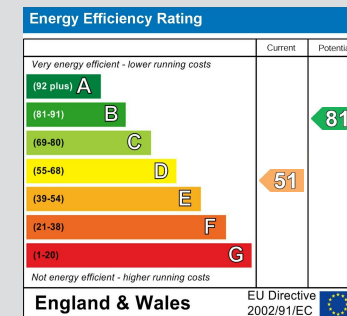 Energy Efficiency Rating
Current
Very energy efficient - lower running costs
(92 plus) A
(81-91) B
81
(69-80) C
(55-68) D
51
(39-54) E
(21-38) F
(1-20) G
Not energy efficient - higher running costs
England & Wales
EU Directive
2002/91/EC